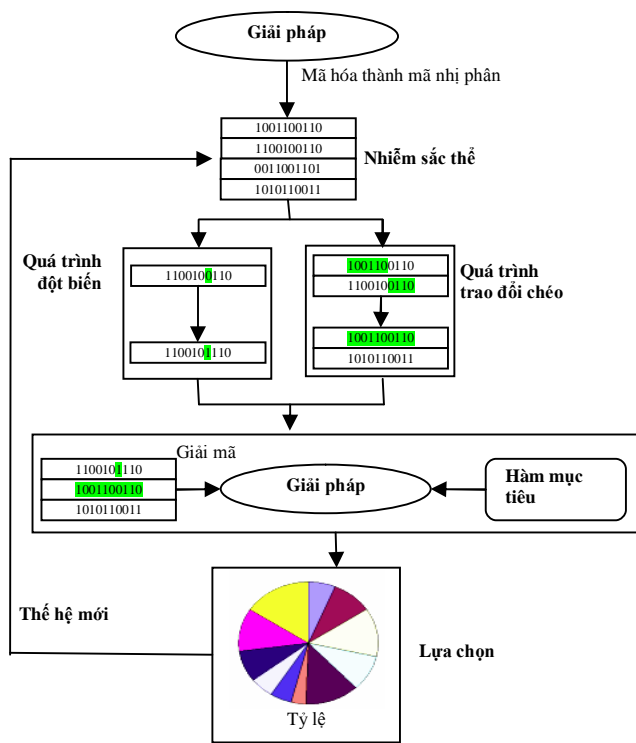 Giải pháp
Mã hóa thành mã nhị phân
1001100110
1100100110
0011001101
1010110011
Nhiễm sắc thể
Quá trình
đột biến
1100100110
1100101110
1001100110
1100100110
1001100110
1010110011
Quá trình
trao đổi chéo
Giải mã
1100101110
1001100110
1010110011
Giải pháp
Hàm mục
tiêu
Thế hệ mới
Lựa chọn
Tỷ lệ